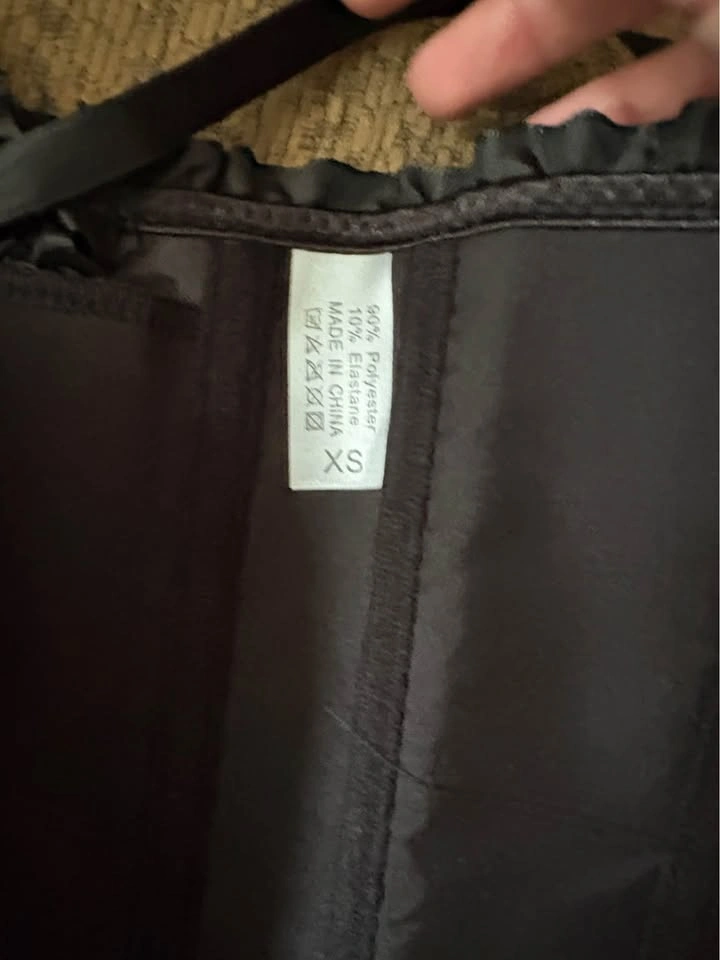 90% Polyester
10% Elastane
MADE IN CHINA
XS